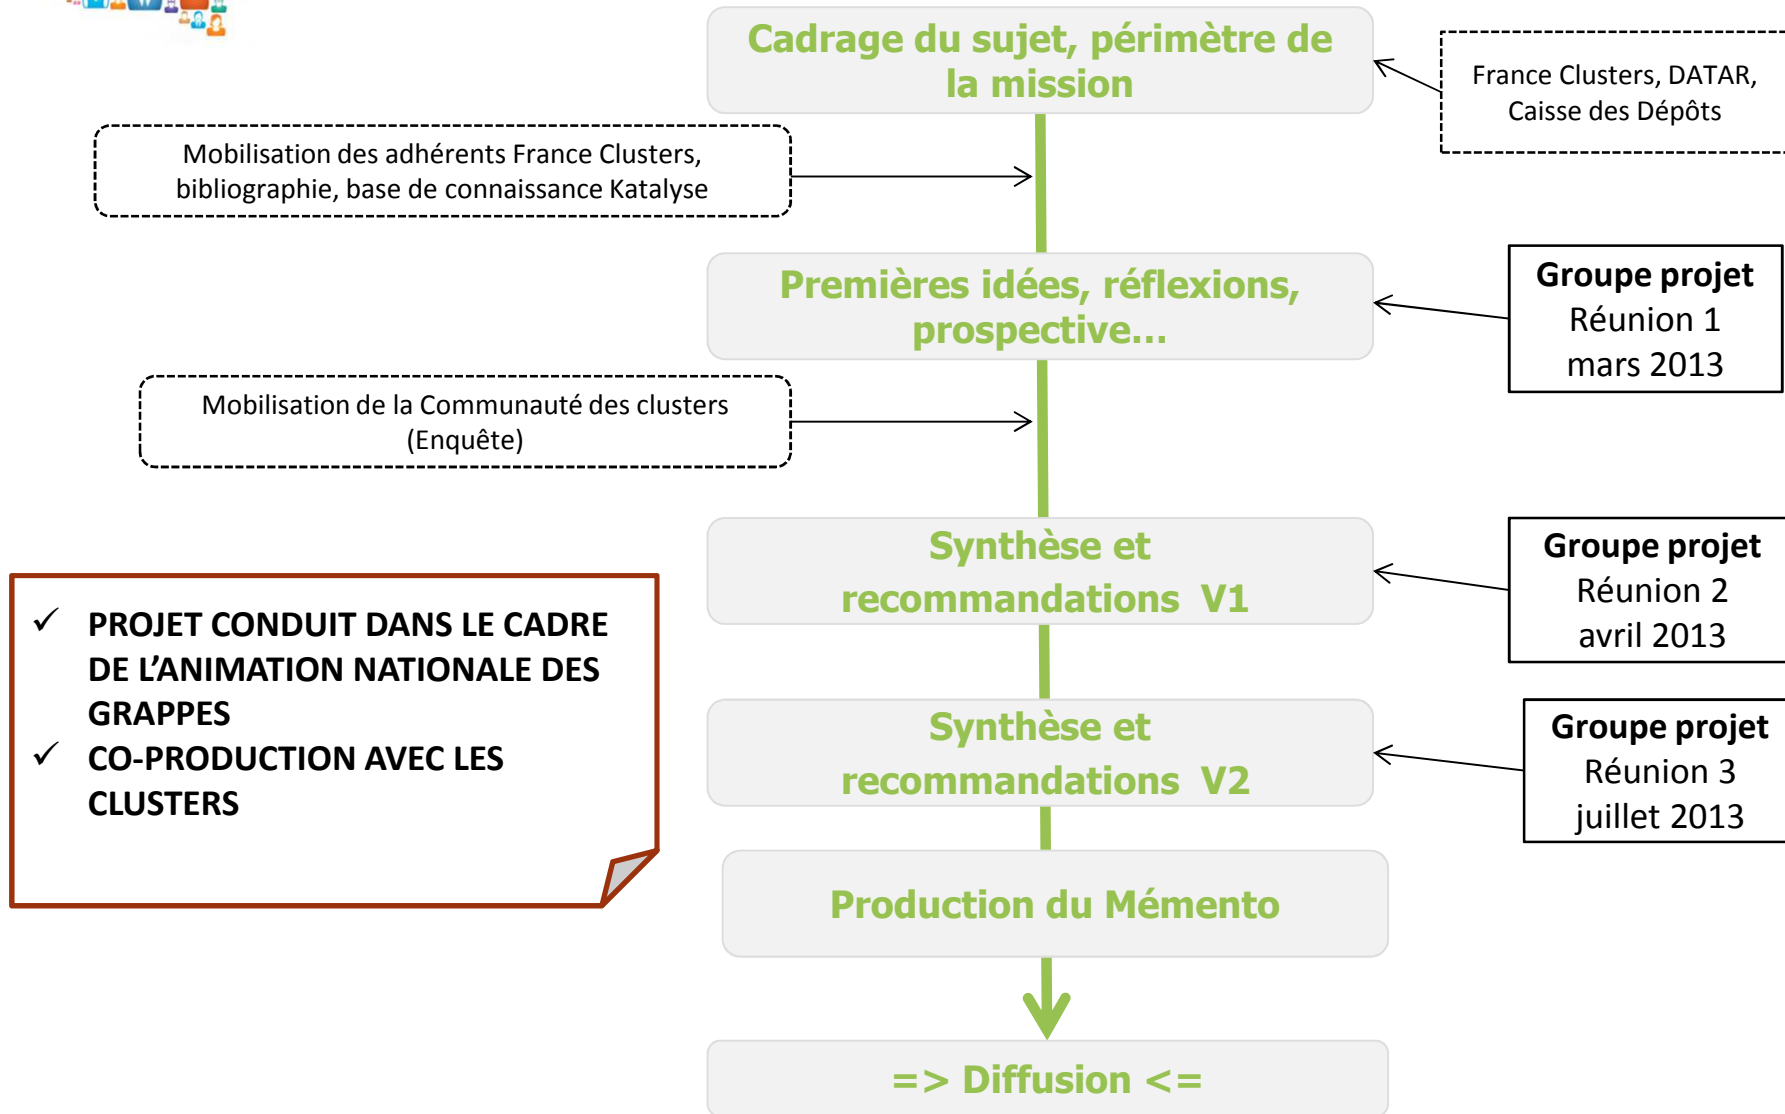 Cadrage du sujet, périmètre de
la mission
France Clusters, DATAR,
Caisse des Dépôts
Mobilisation des adhérents France Clusters,
bibliographie, base de connaissance Katalyse
Premières idées, réflexions,
prospective…
Groupe projet
Réunion 1
mars 2013
Mobilisation de la Communauté des clusters
(Enquête)
Synthèse et
recommandations V1
Groupe projet
Réunion 2
avril 2013
✓ PROJET CONDUIT DANS LE CADRE
DE L’ANIMATION NATIONALE DES
GRAPPES
✓ CO-PRODUCTION AVEC LES
CLUSTERS
Synthèse et
recommandations V2
Groupe projet
Réunion 3
juillet 2013
Production du Mémento
=> Diffusion <=